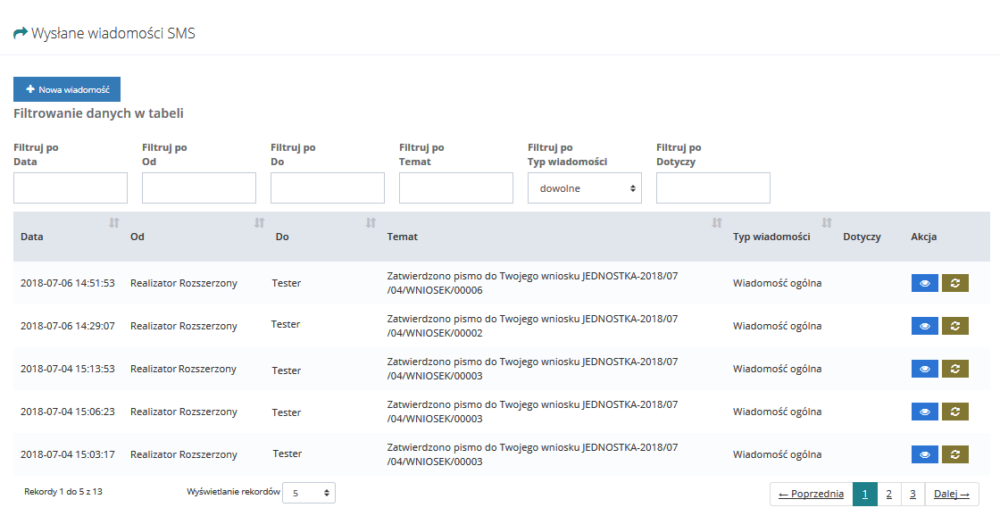 Wysłane wiadomości SMS
Nowa wiadomość
Filtrowanie danych w tabeli
Filtruj po Filtruj po Filtruj po Filtruj po Filtruj po Filtruj po
Data Od Do Temat Typ wiadomości Dotyczy
dowolne
Data Od Do Temat Typ wiadomości Dotyczy Akcja
Zatwierdzono pismo do Twojego wniosku JEDNOSTKA-2018/07
2018-07-06 14:51:53 Realizator Rozszerzony Tester Wiadomość ogólna
/04/WNIOSEK/00006
Zatwierdzono pismo do Twojego wniosku JEDNOSTKA-2018/07
2018-07-06 14:29:07 Realizator Rozszerzony Tester Wiadomość ogólna
/04/WNIOSEK/00002
Zatwierdzono pismo do Twojego wniosku JEDNOSTKA-2018/07
2018-07-04 15:13:53 Realizator Rozszerzony Tester Wiadomość ogólna
/04/WNIOSEK/00003
Zatwierdzono pismo do Twojego wniosku JEDNOSTKA-2018/07
2018-07-04 15:06:23 Realizator Rozszerzony Tester Wiadomość ogólna
/04/WNIOSEK/00003
Zatwierdzono pismo do Twojego wniosku JEDNOSTKA-2018/07
2018-07-04 15:03:17 Realizator Rozszerzony Tester Wiadomość ogólna
/04/WNIOSEK/00003
Rekordy 1 do 5 z 13 Wyświetlanie rekordów 5 ← Poprzednia 1 2 3 Dalej →